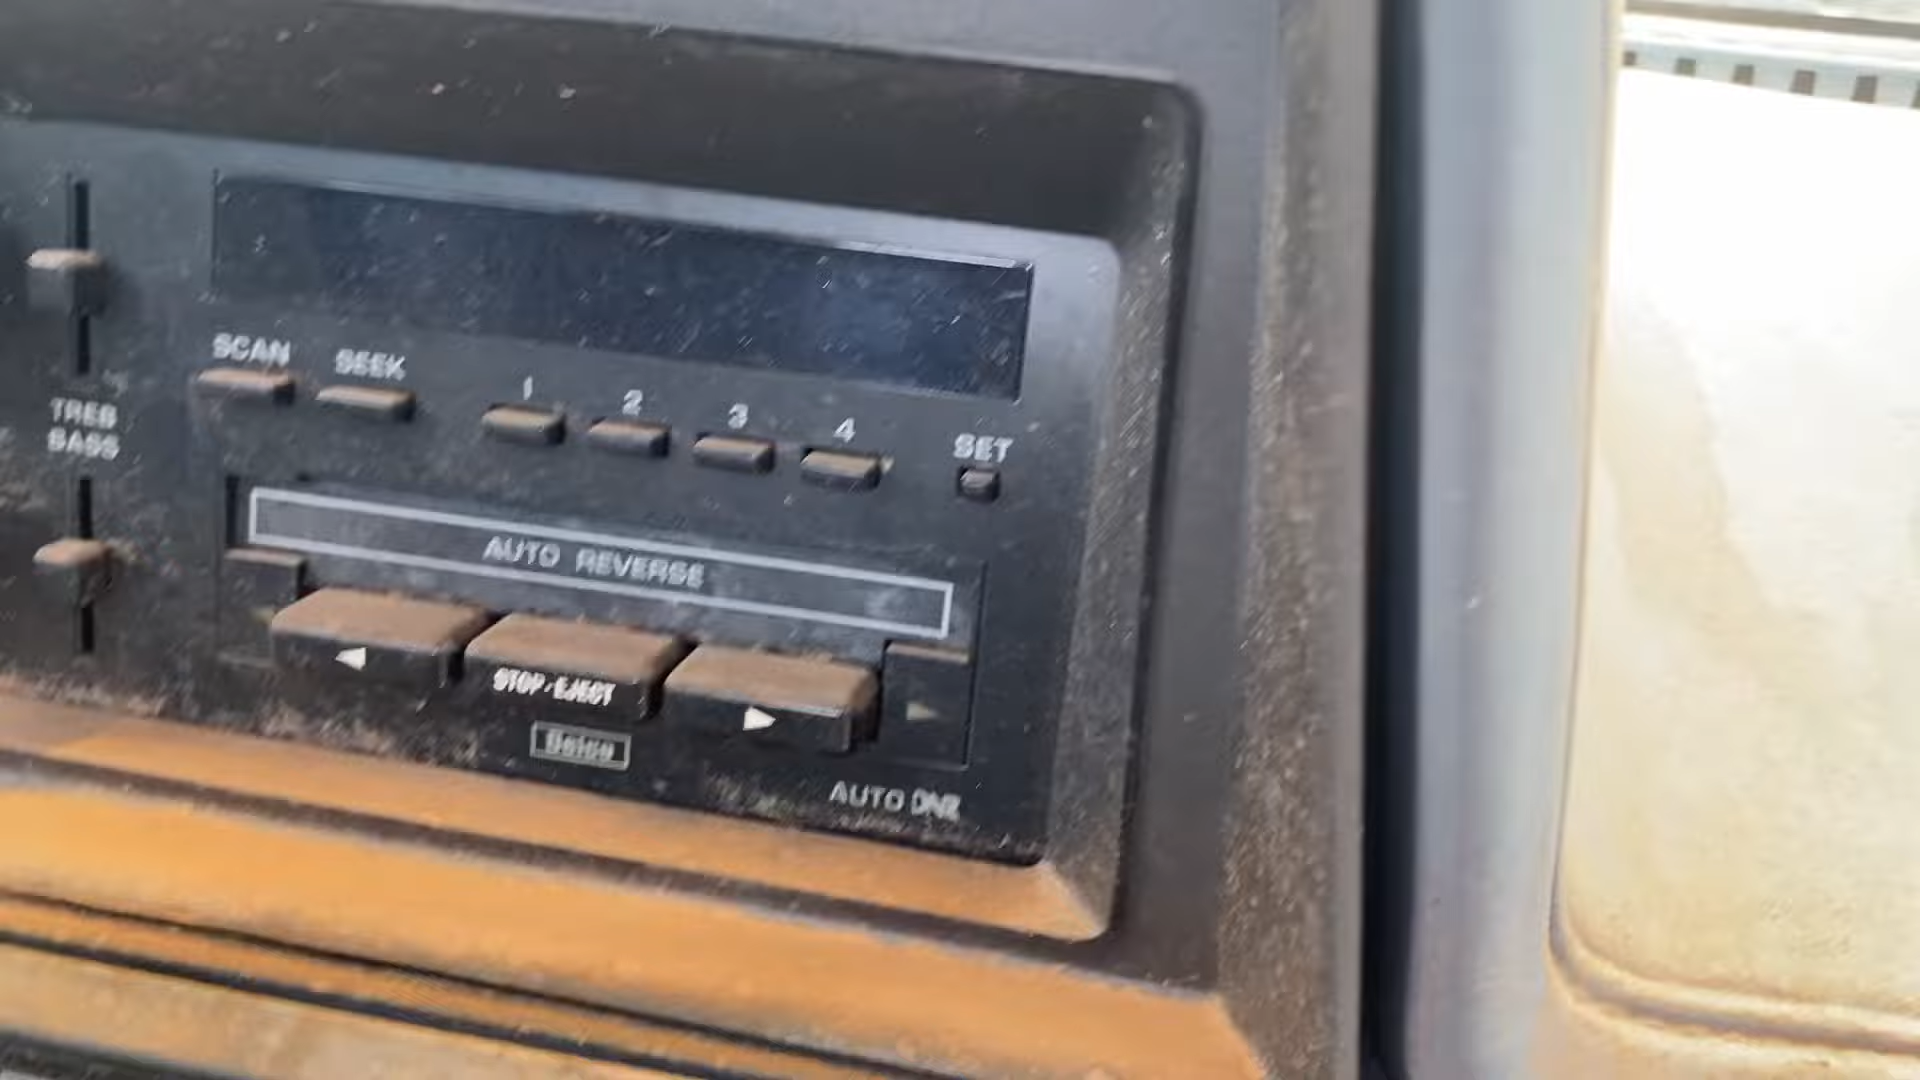 SCAN SEEK 1 2 3 4 SET
TREB
BASS
AUTO REVERSE
STOP·EJECT
Delco
AUTO DNR